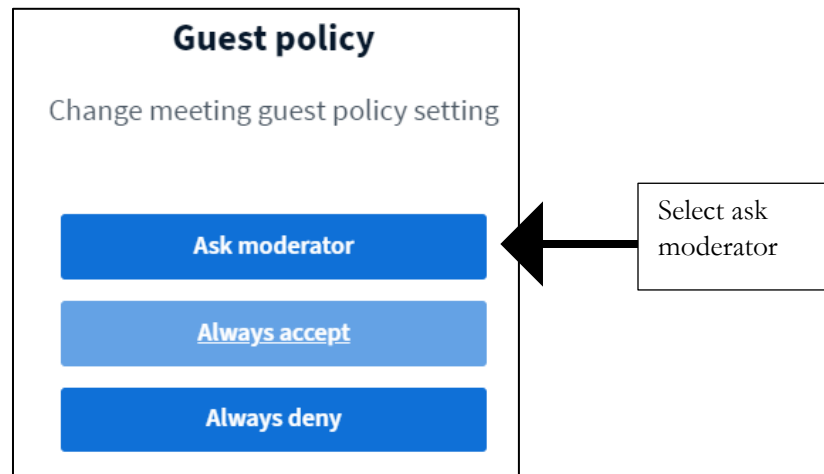 Guest policy
Change meeting guest policy setting
Ask moderator
Select ask
moderator
Always accept
Always deny